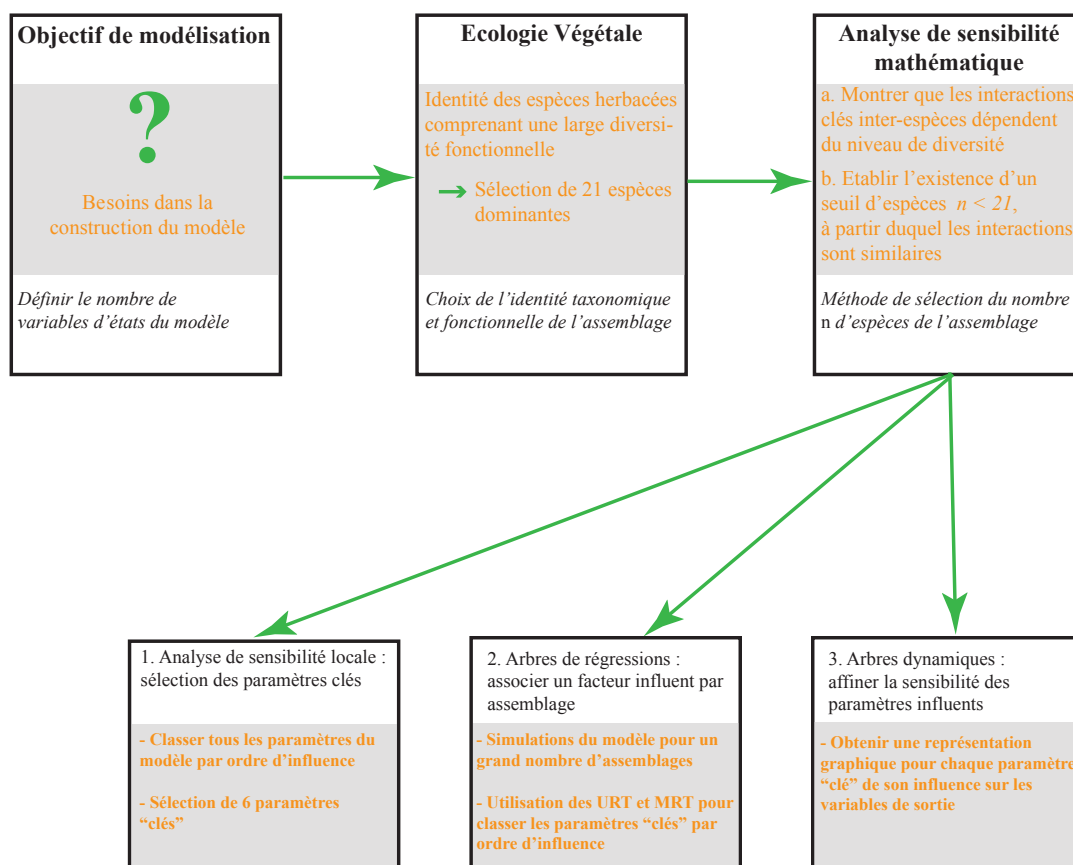 Objectif de modélisation
?
Besoins dans la
construction du modèle
Définir le nombre de
variables d'états du modèle
Ecologie Végétale
Identité des espèces herbacées
comprenant une large diversi-
té fonctionnelle
Sélection de 21 espèces
dominantes
Choix de l'identité taxonomique
et fonctionnelle de l'assemblage
Analyse de sensibilité
mathématique
a. Montrer que les interactions
clés inter-espèces dépendent
du niveau de diversité
b. Etablir l'existence d'un
seuil d'espèces n < 21,
à partir duquel les interactions
sont similaires
Méthode de sélection du nombre
n d'espèces de l'assemblage
1. Analyse de sensibilité locale :
sélection des paramètres clés
- Classer tous les paramètres du
modèle par ordre d'influence
- Sélection de 6 paramètres
“clés”
2. Arbres de régressions :
associer un facteur influent par
assemblage
- Simulations du modèle pour un
grand nombre d'assemblages
- Utilisation des URT et MRT pour
classer les paramètres “clés” par
ordre d'influence
3. Arbres dynamiques :
affiner la sensibilité des
paramètres influents
- Obtenir une représentation
graphique pour chaque paramètre
“clé” de son influence sur les
variables de sortie